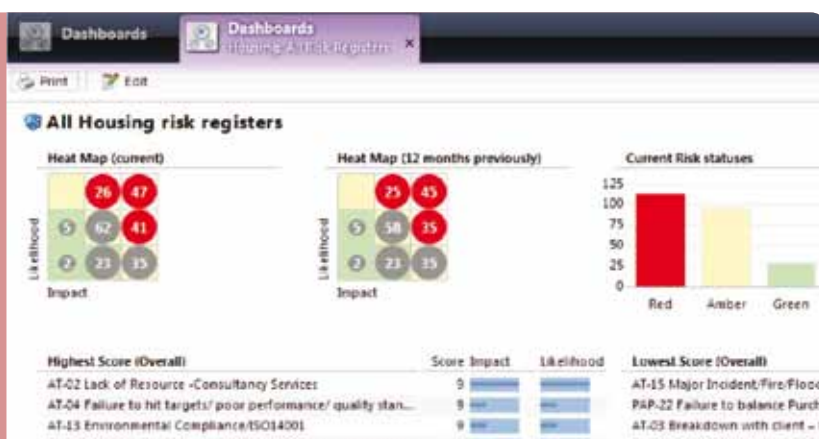 Dashboards
Dashboards
Housing
Print
Edit
All Housing risk registers
Heat Map (current)
26 47
5 62 41
2 23 35
Likelihood
Impact
Heat Map (12 months previously)
25 45
5 58 35
2 23 35
Likelihood
Impact
Current Risk statuses
125
100
75
50
25
0
Red Amber Green
Highest Score (Overall) Score Impact Likelihood
AT-02 Lack of Resource -Consultancy Services 9
AT-04 Failure to hit targets/ poor performance/ quality stan... 9
AT-13 Environmental Compliance/ISO14001 9
Lowest Score (Overall)
AT-15 Major Incident/Fire/Flood
PAP-22 Failure to balance Purch
AT-03 Breakdown with client -